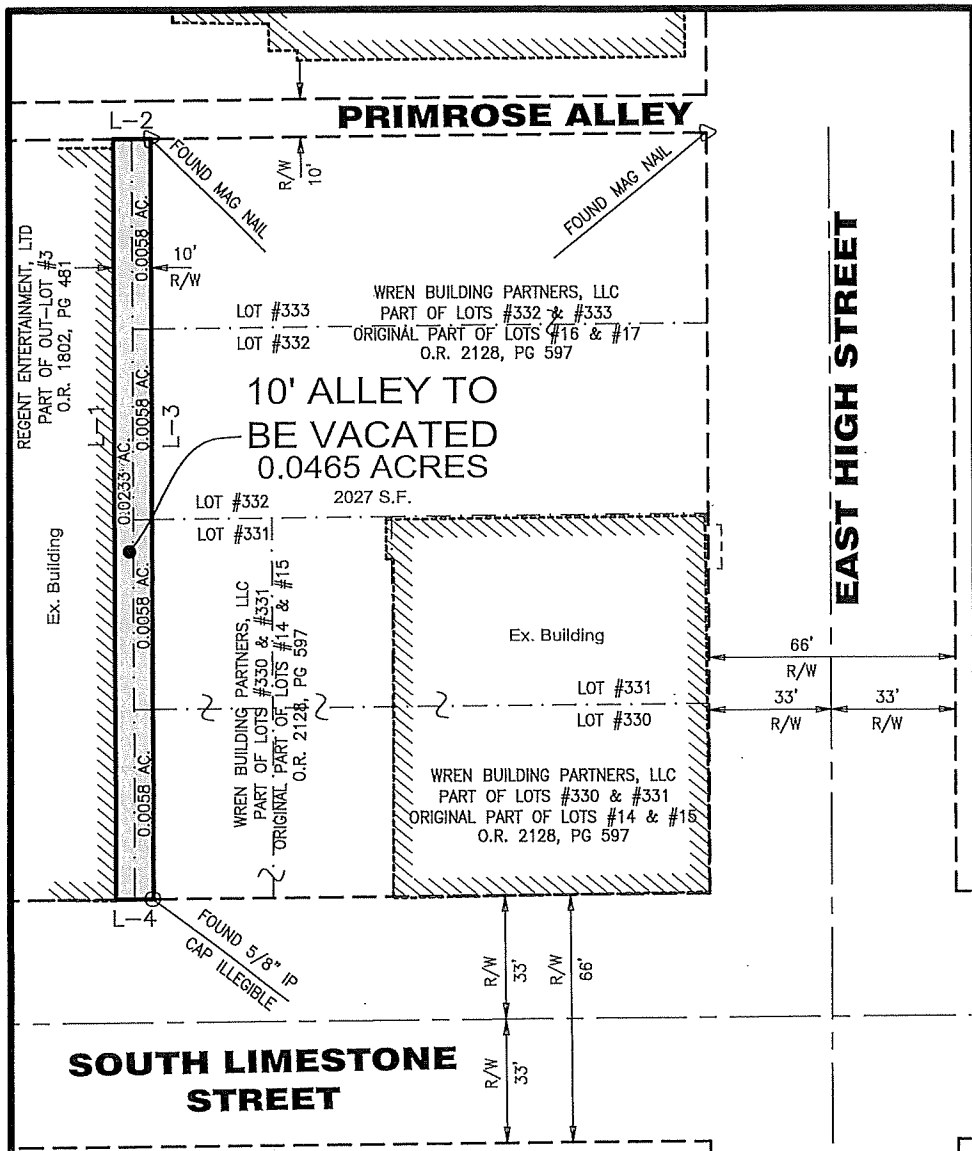 PRIMROSE ALLEY
L-2
FOUND MAG NAIL
R/W
10'
FOUND MAG NAIL
REGENT ENTERTAINMENT, LTD
PART OF OUT-LOT #3
O.R. 1802, PG 481
0.0058 AC.
10'
R/W
LOT #333
LOT #332
WREN BUILDING PARTNERS, LLC
PART OF LOTS #332 & #333
ORIGINAL PART OF LOTS #16 & #17
O.R. 2128, PG 597
EAST HIGH STREET
L-1
0.0058 AC.
L-3
10' ALLEY TO
BE VACATED
0.0465 ACRES
2027 S.F.
0.0233 AC.
LOT #332
LOT #331
Ex. Building
0.0058 AC.
WREN BUILDING PARTNERS, LLC
PART OF LOTS #330 & #331
ORIGINAL PART OF LOTS #14 & #15
O.R. 2128, PG 597
Ex. Building
LOT #331
LOT #330
66'
R/W
33'
R/W
33'
R/W
0.0058 AC.
WREN BUILDING PARTNERS, LLC
PART OF LOTS #330 & #331
ORIGINAL PART OF LOTS #14 & #15
O.R. 2128, PG 597
L-4
FOUND 5/8" IP
CAP ILLEGIBLE
R/W
33'
R/W
66'
SOUTH LIMESTONE
STREET
R/W
33'